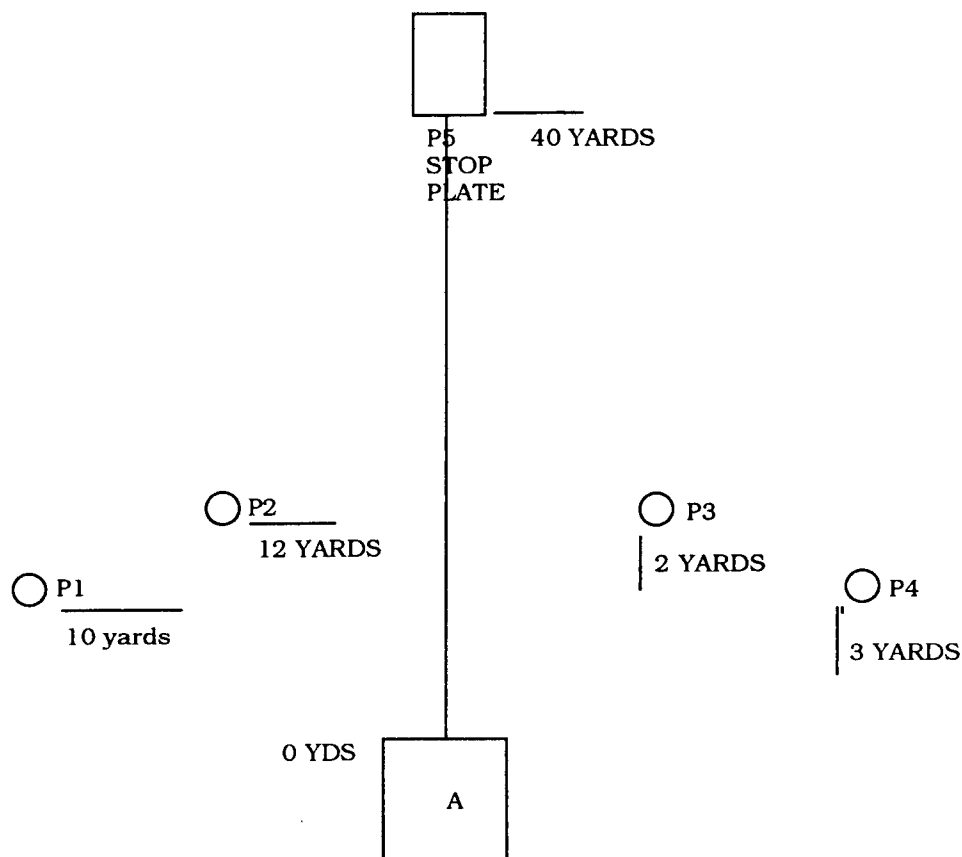 P5
40 YARDS
STOP
PLATE
P2
12 YARDS
P3
2 YARDS
P1
10 yards
P4
3 YARDS
0 YDS
A